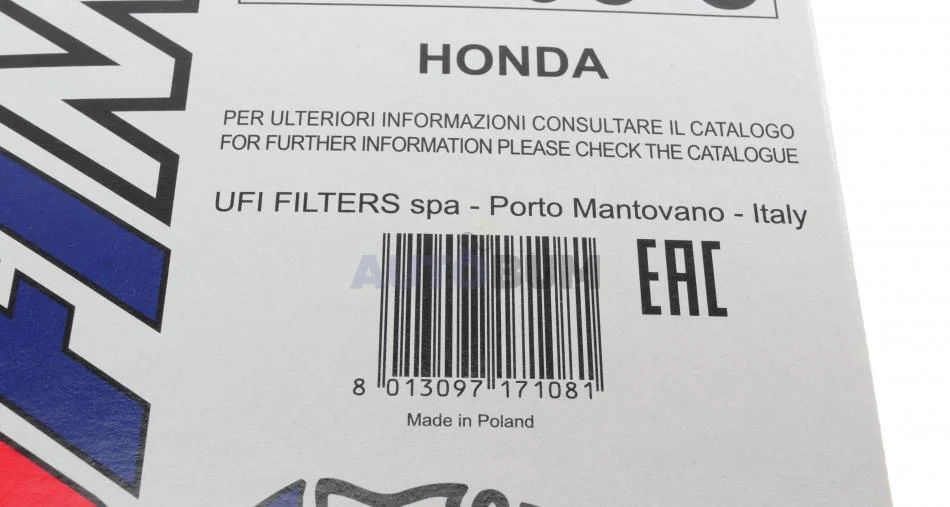 HONDA
PER ULTERIORI INFORMAZIONI CONSULTARE IL CATALOGO
FOR FURTHER INFORMATION PLEASE CHECK THE CATALOGUE
UFI FILTERS spa - Porto Mantovano - Italy
AUTOBUM
EAC
8 013097 171081
Made in Poland